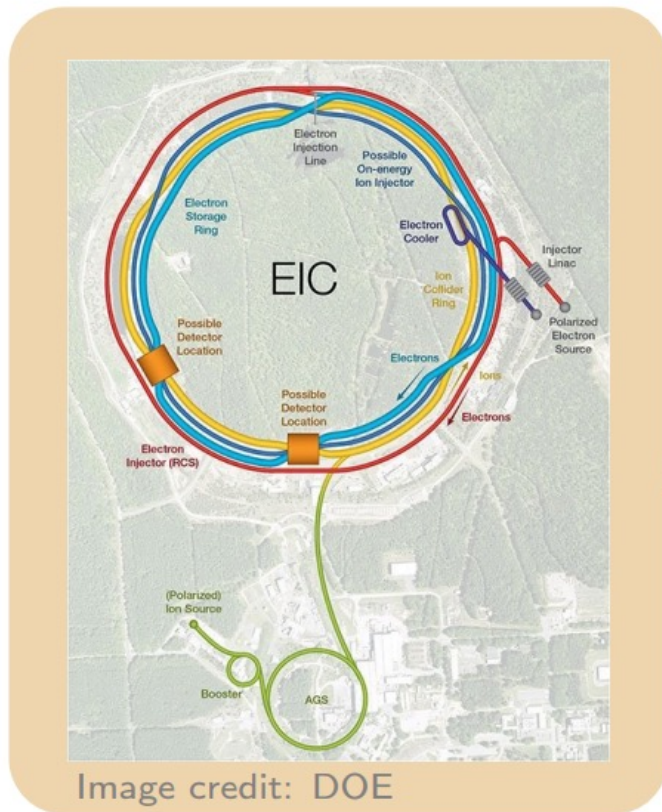 Electron
Injection
Line
Possible
On-energy
Ion Injector
Electron
Storage
Ring
Electron
Cooler
Injector
Linac
EIC
Ion
Collider
Ring
Possible
Detector
Location
Polarized
Electron
Source
Electrons
Ions
Possible
Detector
Location
Electrons
Electron
Injector (RCS)
(Polarized)
Ion Source
Booster
AGS
Image credit: DOE